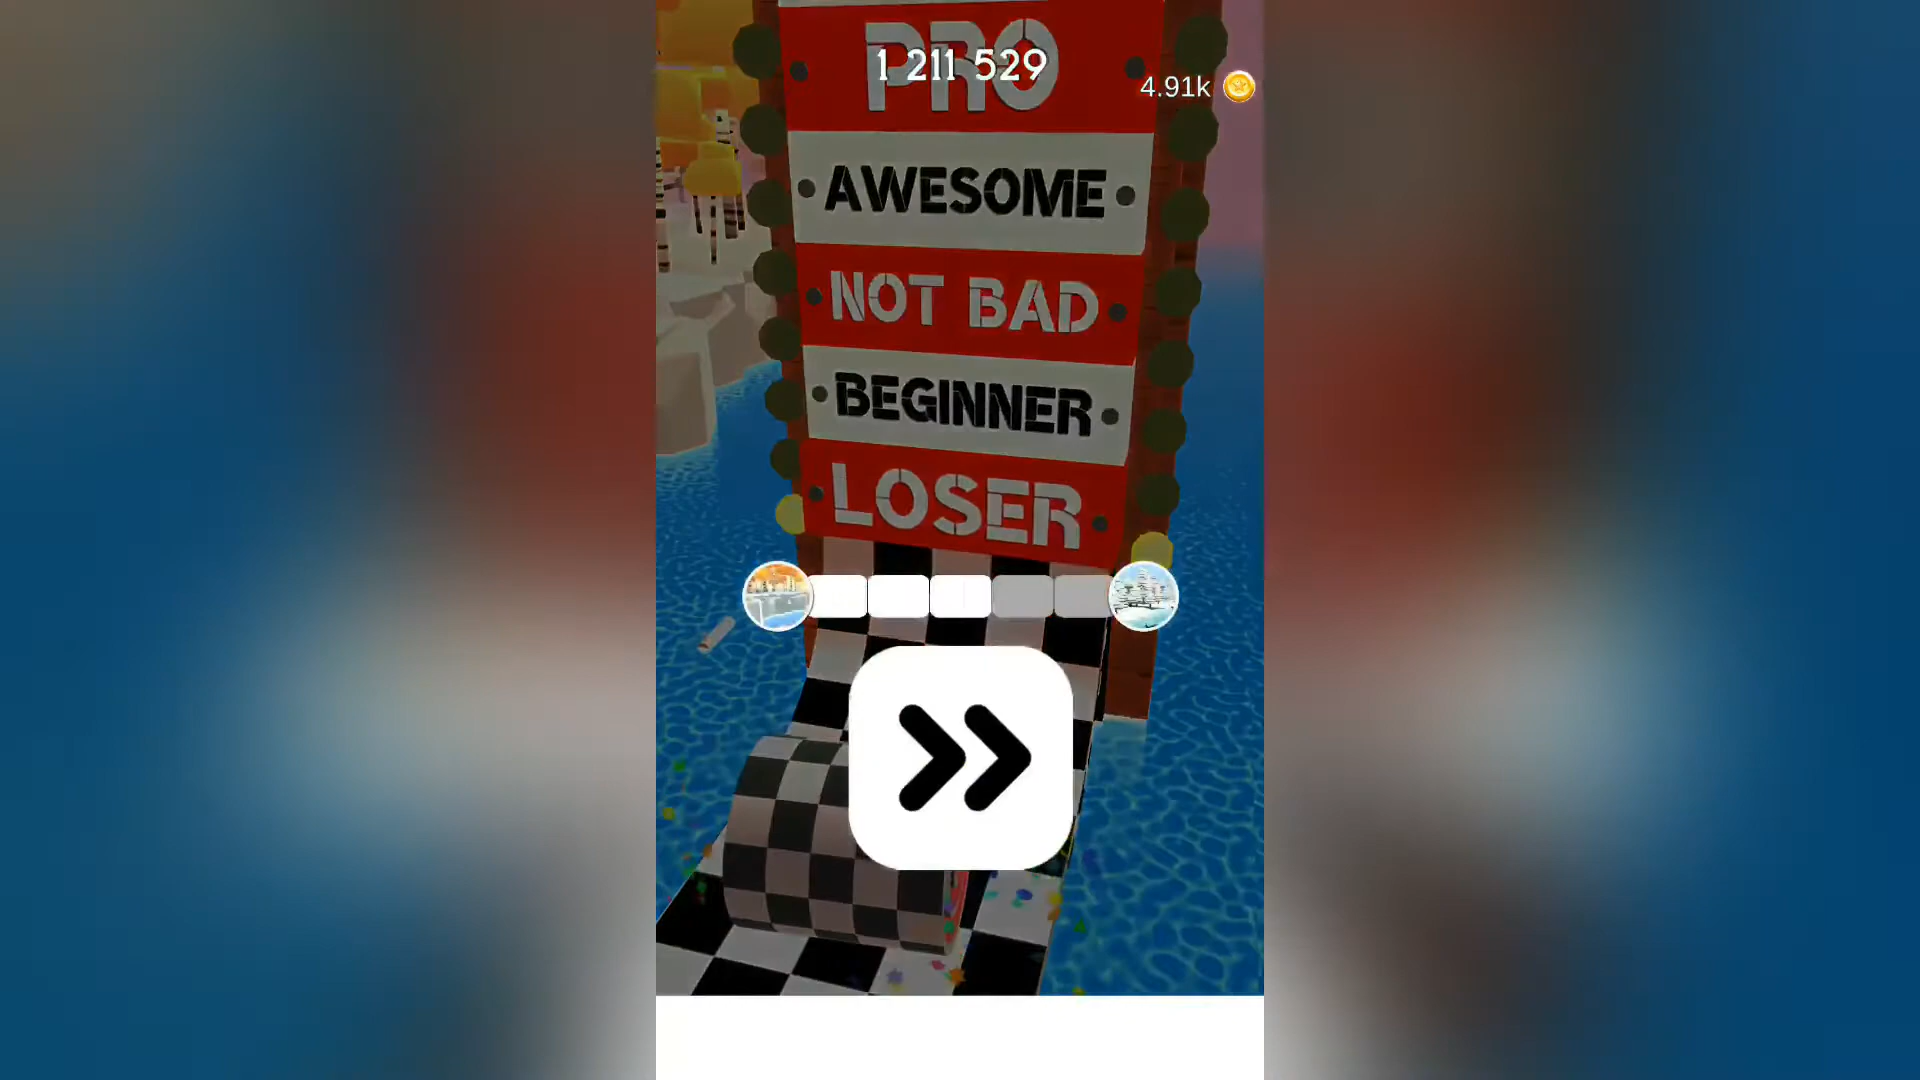 PRO
1 211 529
4.91k
AWESOME
NOT BAD
BEGINNER
LOSER